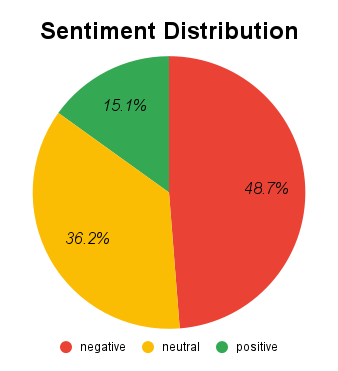 Sentiment Distribution
15.1%
48.7%
36.2%
negative neutral positive